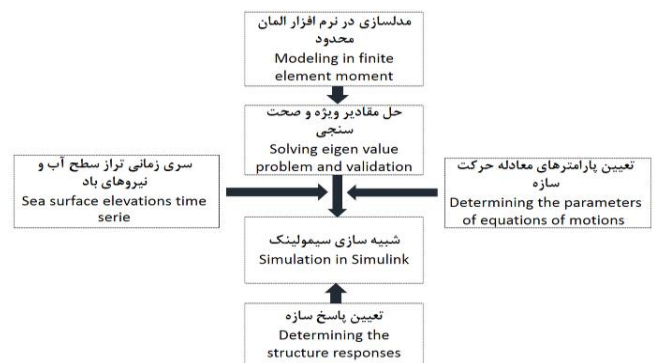 مدلسازی در نرم افزار المان
محدود
Modeling in finite
element moment
حل مقادیر ویژه و صحت
سنجی
Solving eigen value
problem and validation
سری زمانی تراز سطح آب و
نیروهای باد
Sea surface elevations time
serie
تعیین پارامترهای معادله حرکت
سازه
Determining the parameters
of equations of motions
شبیه سازی سیمولینک
Simulation in Simulink
تعیین پاسخ سازه
Determining the
structure responses